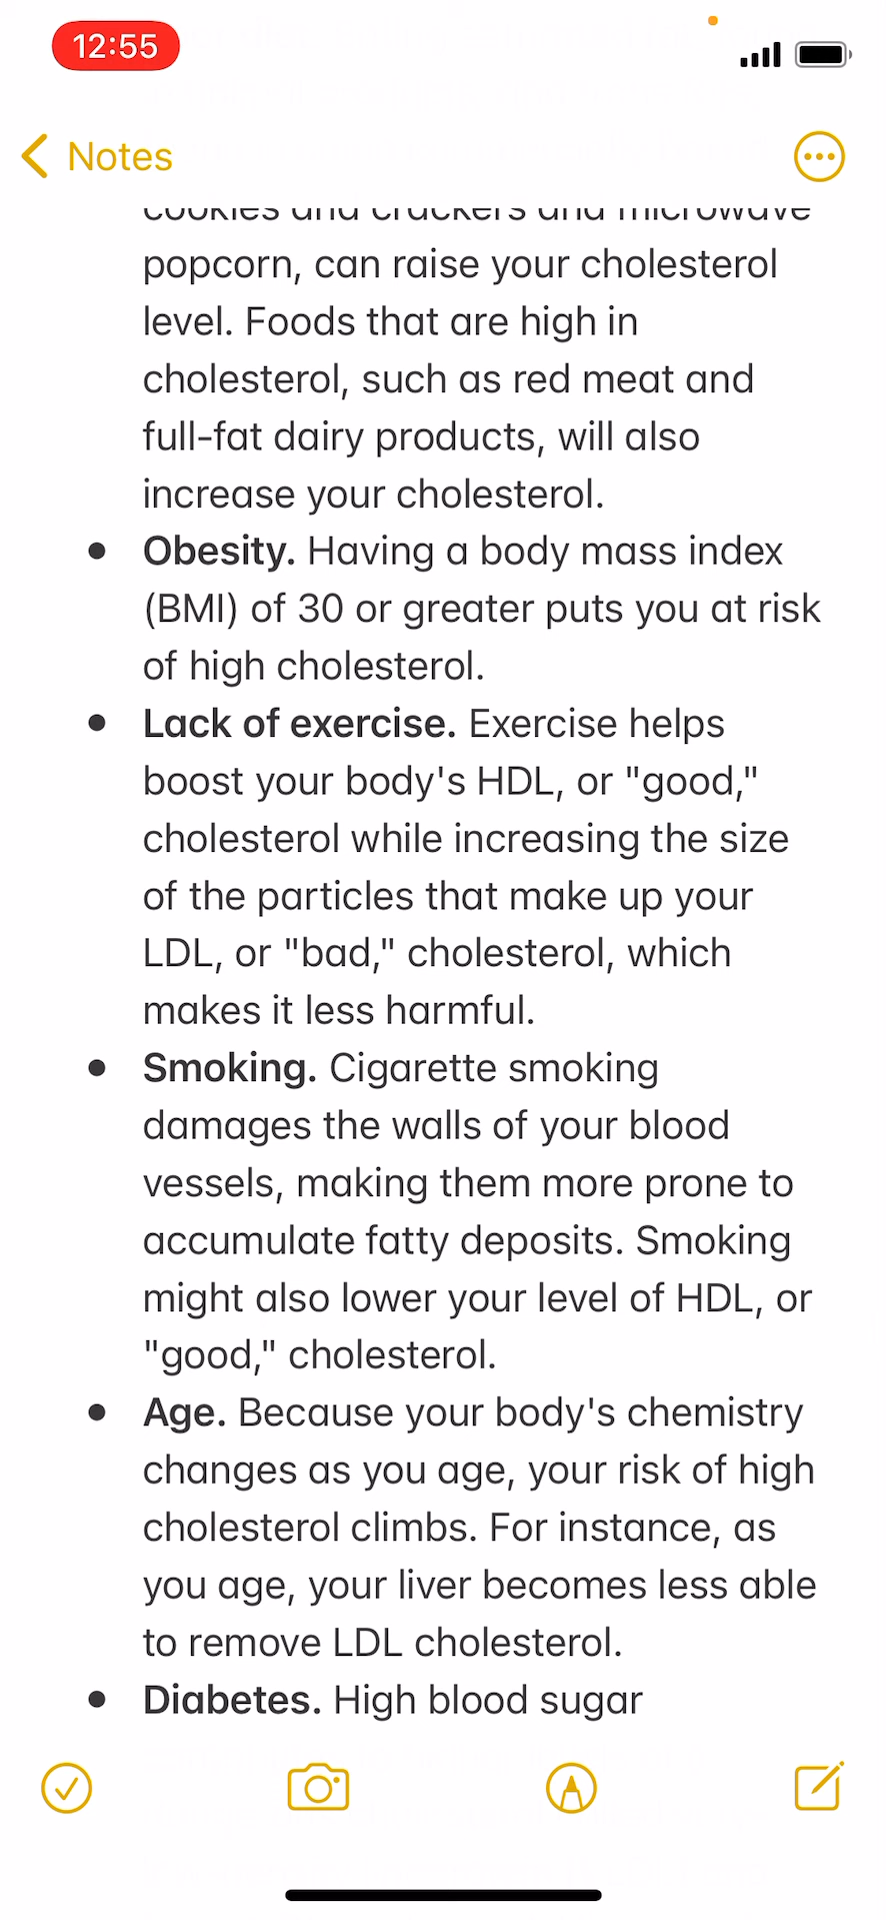 12:55
Notes
cookies and crackers and microwave
popcorn, can raise your cholesterol
level. Foods that are high in
cholesterol, such as red meat and
full-fat dairy products, will also
increase your cholesterol.
• Obesity. Having a body mass index
(BMI) of 30 or greater puts you at risk
of high cholesterol.
• Lack of exercise. Exercise helps
boost your body's HDL, or "good,"
cholesterol while increasing the size
of the particles that make up your
LDL, or "bad," cholesterol, which
makes it less harmful.
• Smoking. Cigarette smoking
damages the walls of your blood
vessels, making them more prone to
accumulate fatty deposits. Smoking
might also lower your level of HDL, or
"good," cholesterol.
• Age. Because your body's chemistry
changes as you age, your risk of high
cholesterol climbs. For instance, as
you age, your liver becomes less able
to remove LDL cholesterol.
• Diabetes. High blood sugar